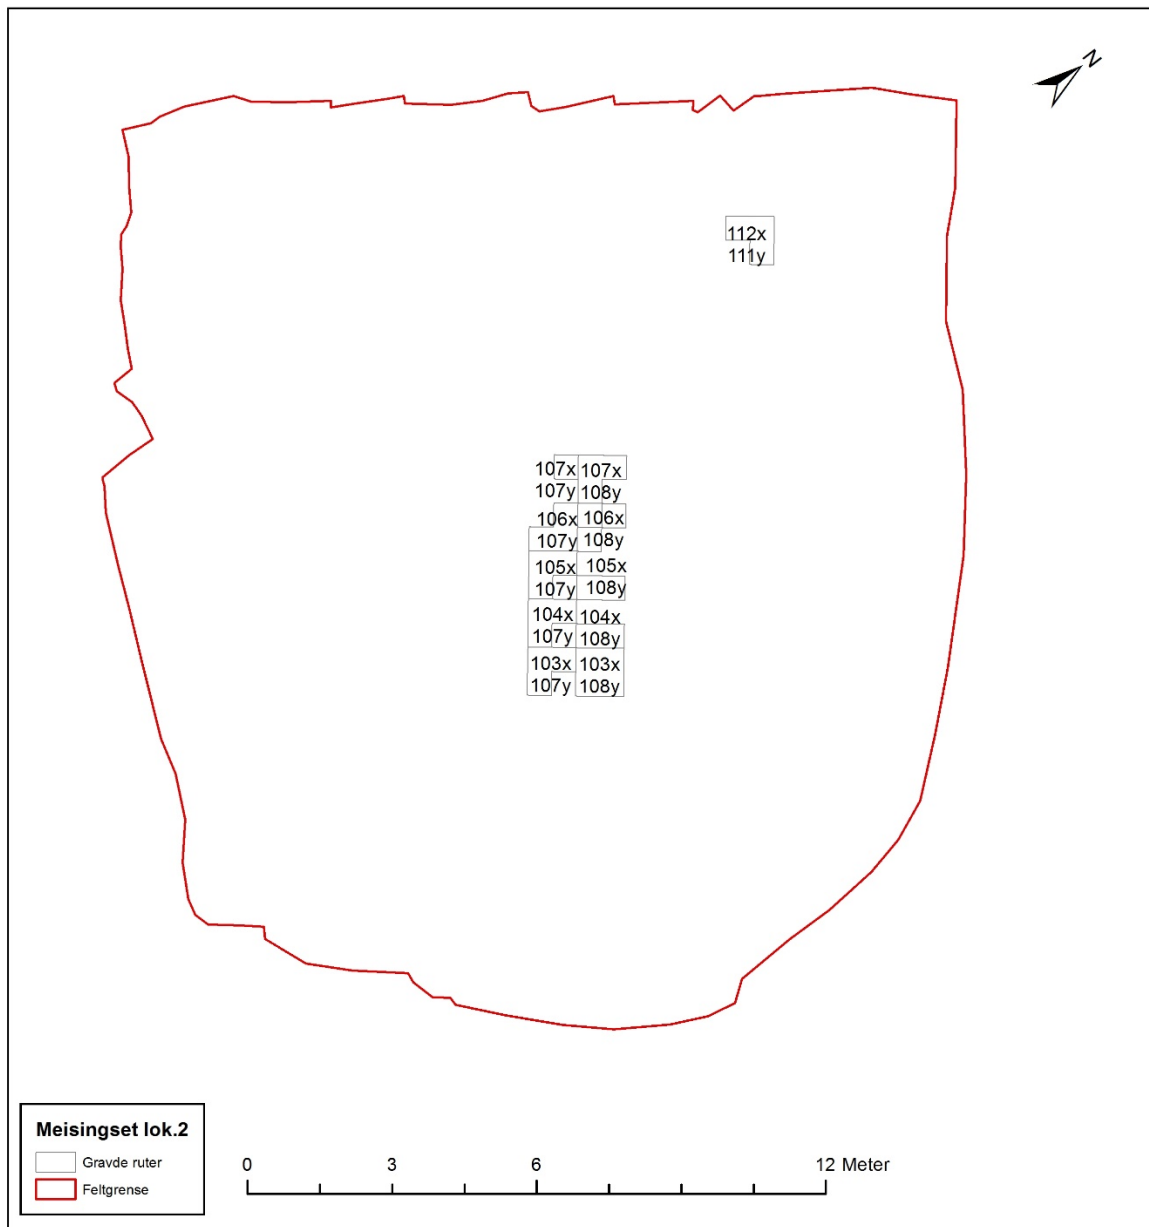 N
112x
111y
107x 107x
107y 108y
106x 106x
107y 108y
105x 105x
107y 108y
104x 104x
107y 108y
103x 103x
107y 108y
Meisingset lok.2
Gravde ruter
Feltgrense
0 3 6 12 Meter